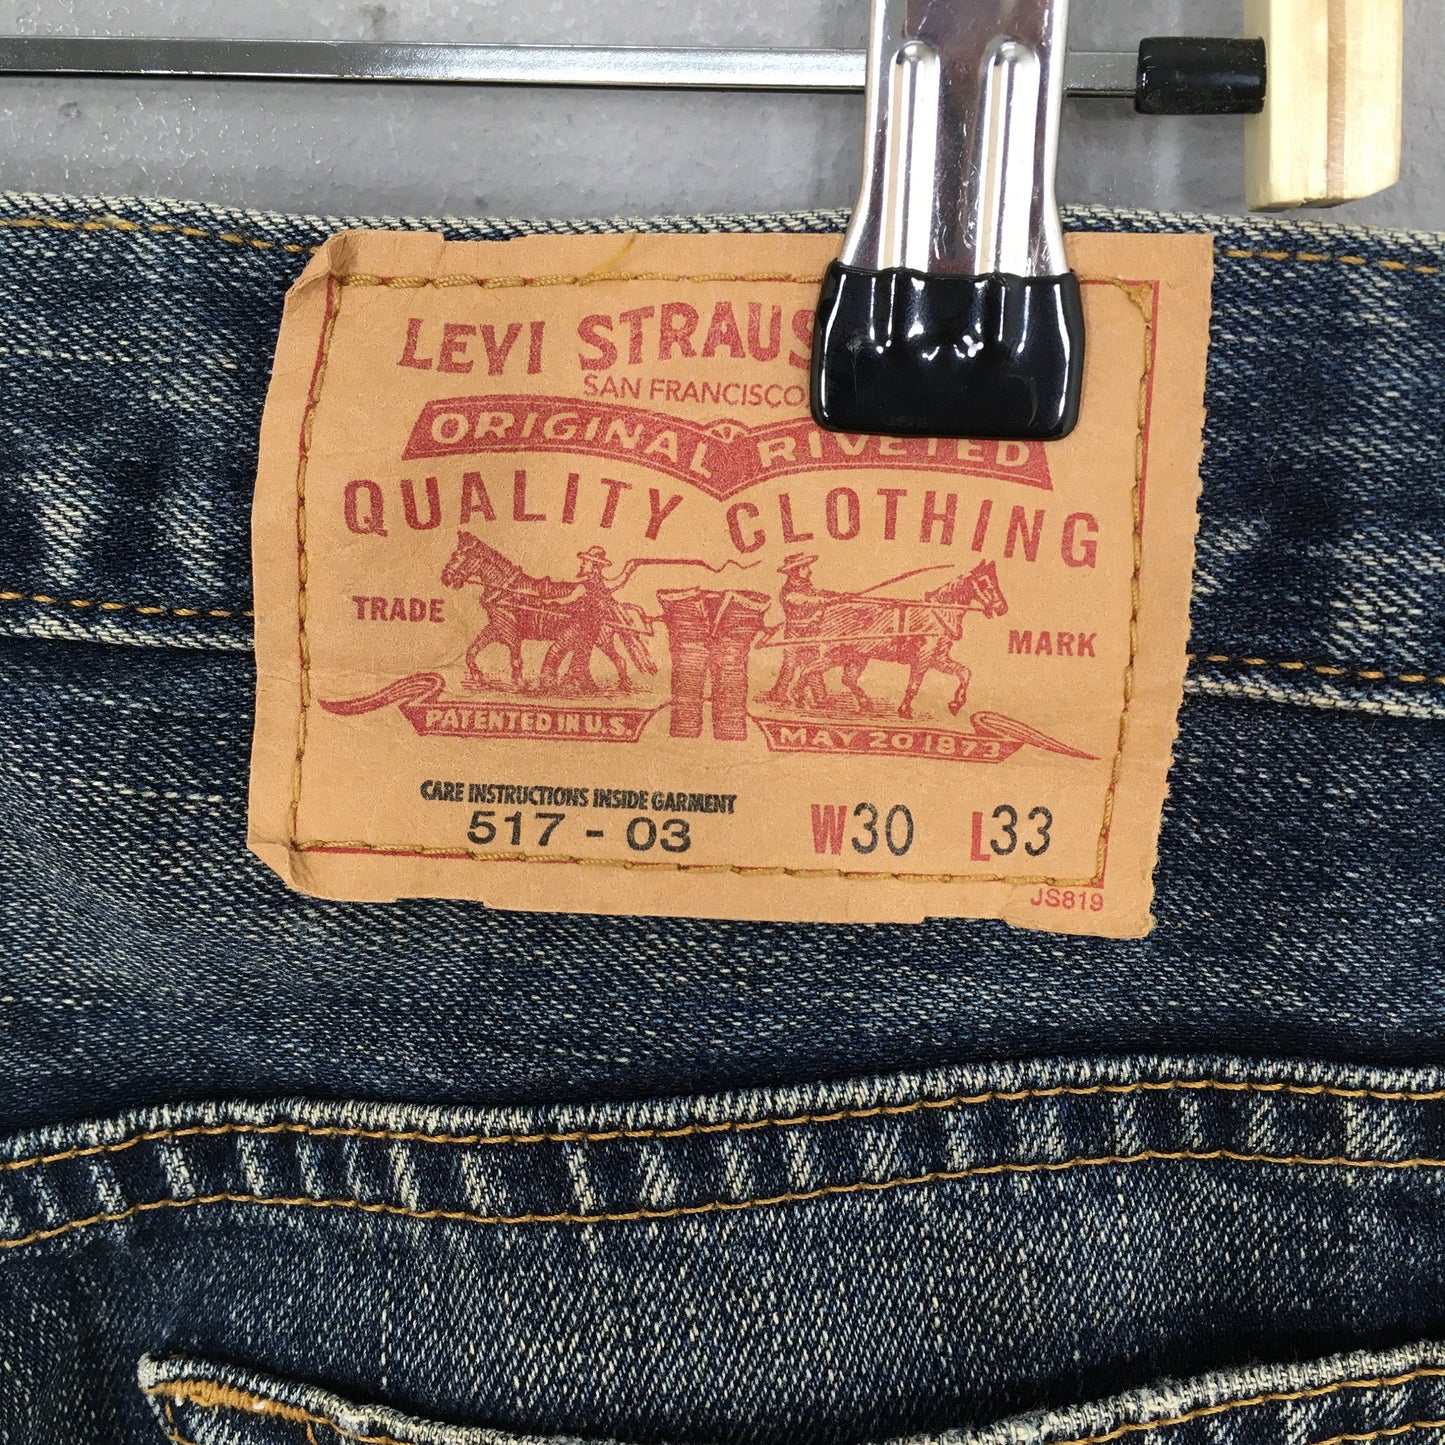 LEVI STRAUS
SAN FRANCISCO
ORIGINAL RIVETED
QUALITY CLOTHING
TRADE MARK
PATENTED IN U.S. MAY 20 1873
CARE INSTRUCTIONS INSIDE GARMENT
517 - 03 W30 L33
JS819